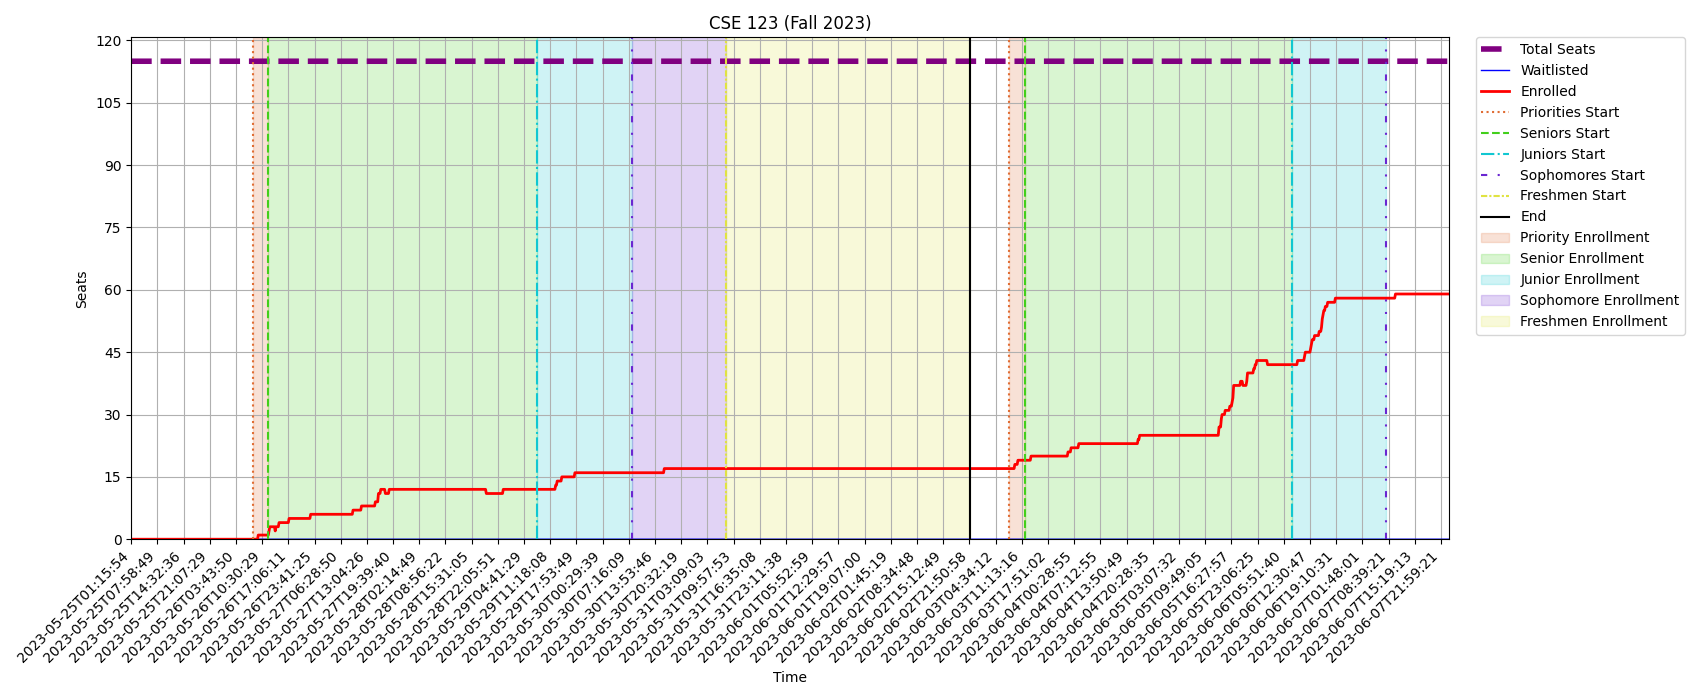 CSE 123 (Fall 2023)
120
105
90
75
60
45
30
15
0
Seats
2023-05-25T01:15:54
2023-05-25T07:58:49
2023-05-25T14:32:36
2023-05-25T21:07:29
2023-05-26T03:43:50
2023-05-26T10:30:29
2023-05-26T17:06:11
2023-05-26T23:41:25
2023-05-27T06:28:50
2023-05-27T13:04:26
2023-05-27T19:39:40
2023-05-28T02:14:49
2023-05-28T08:56:22
2023-05-28T15:31:05
2023-05-28T22:05:51
2023-05-29T04:41:29
2023-05-29T11:18:08
2023-05-29T17:53:49
2023-05-30T00:29:39
2023-05-30T07:16:09
2023-05-30T13:53:46
2023-05-30T20:32:19
2023-05-31T03:09:03
2023-05-31T09:57:53
2023-05-31T16:35:08
2023-05-31T23:11:38
2023-06-01T05:52:59
2023-06-01T12:29:57
2023-06-01T19:07:00
2023-06-02T01:45:19
2023-06-02T08:34:48
2023-06-02T15:12:49
2023-06-02T21:50:58
2023-06-03T04:34:12
2023-06-03T11:13:16
2023-06-03T17:51:02
2023-06-04T00:28:55
2023-06-04T07:12:55
2023-06-04T13:50:49
2023-06-04T20:28:35
2023-06-05T03:07:32
2023-06-05T09:49:05
2023-06-05T16:27:57
2023-06-05T23:06:25
2023-06-06T05:51:40
2023-06-06T12:30:47
2023-06-06T19:10:31
2023-06-07T01:48:01
2023-06-07T08:39:21
2023-06-07T15:19:13
2023-06-07T21:59:21
Time
Total Seats
Waitlisted
Enrolled
Priorities Start
Seniors Start
Juniors Start
Sophomores Start
Freshmen Start
End
Priority Enrollment
Senior Enrollment
Junior Enrollment
Sophomore Enrollment
Freshmen Enrollment